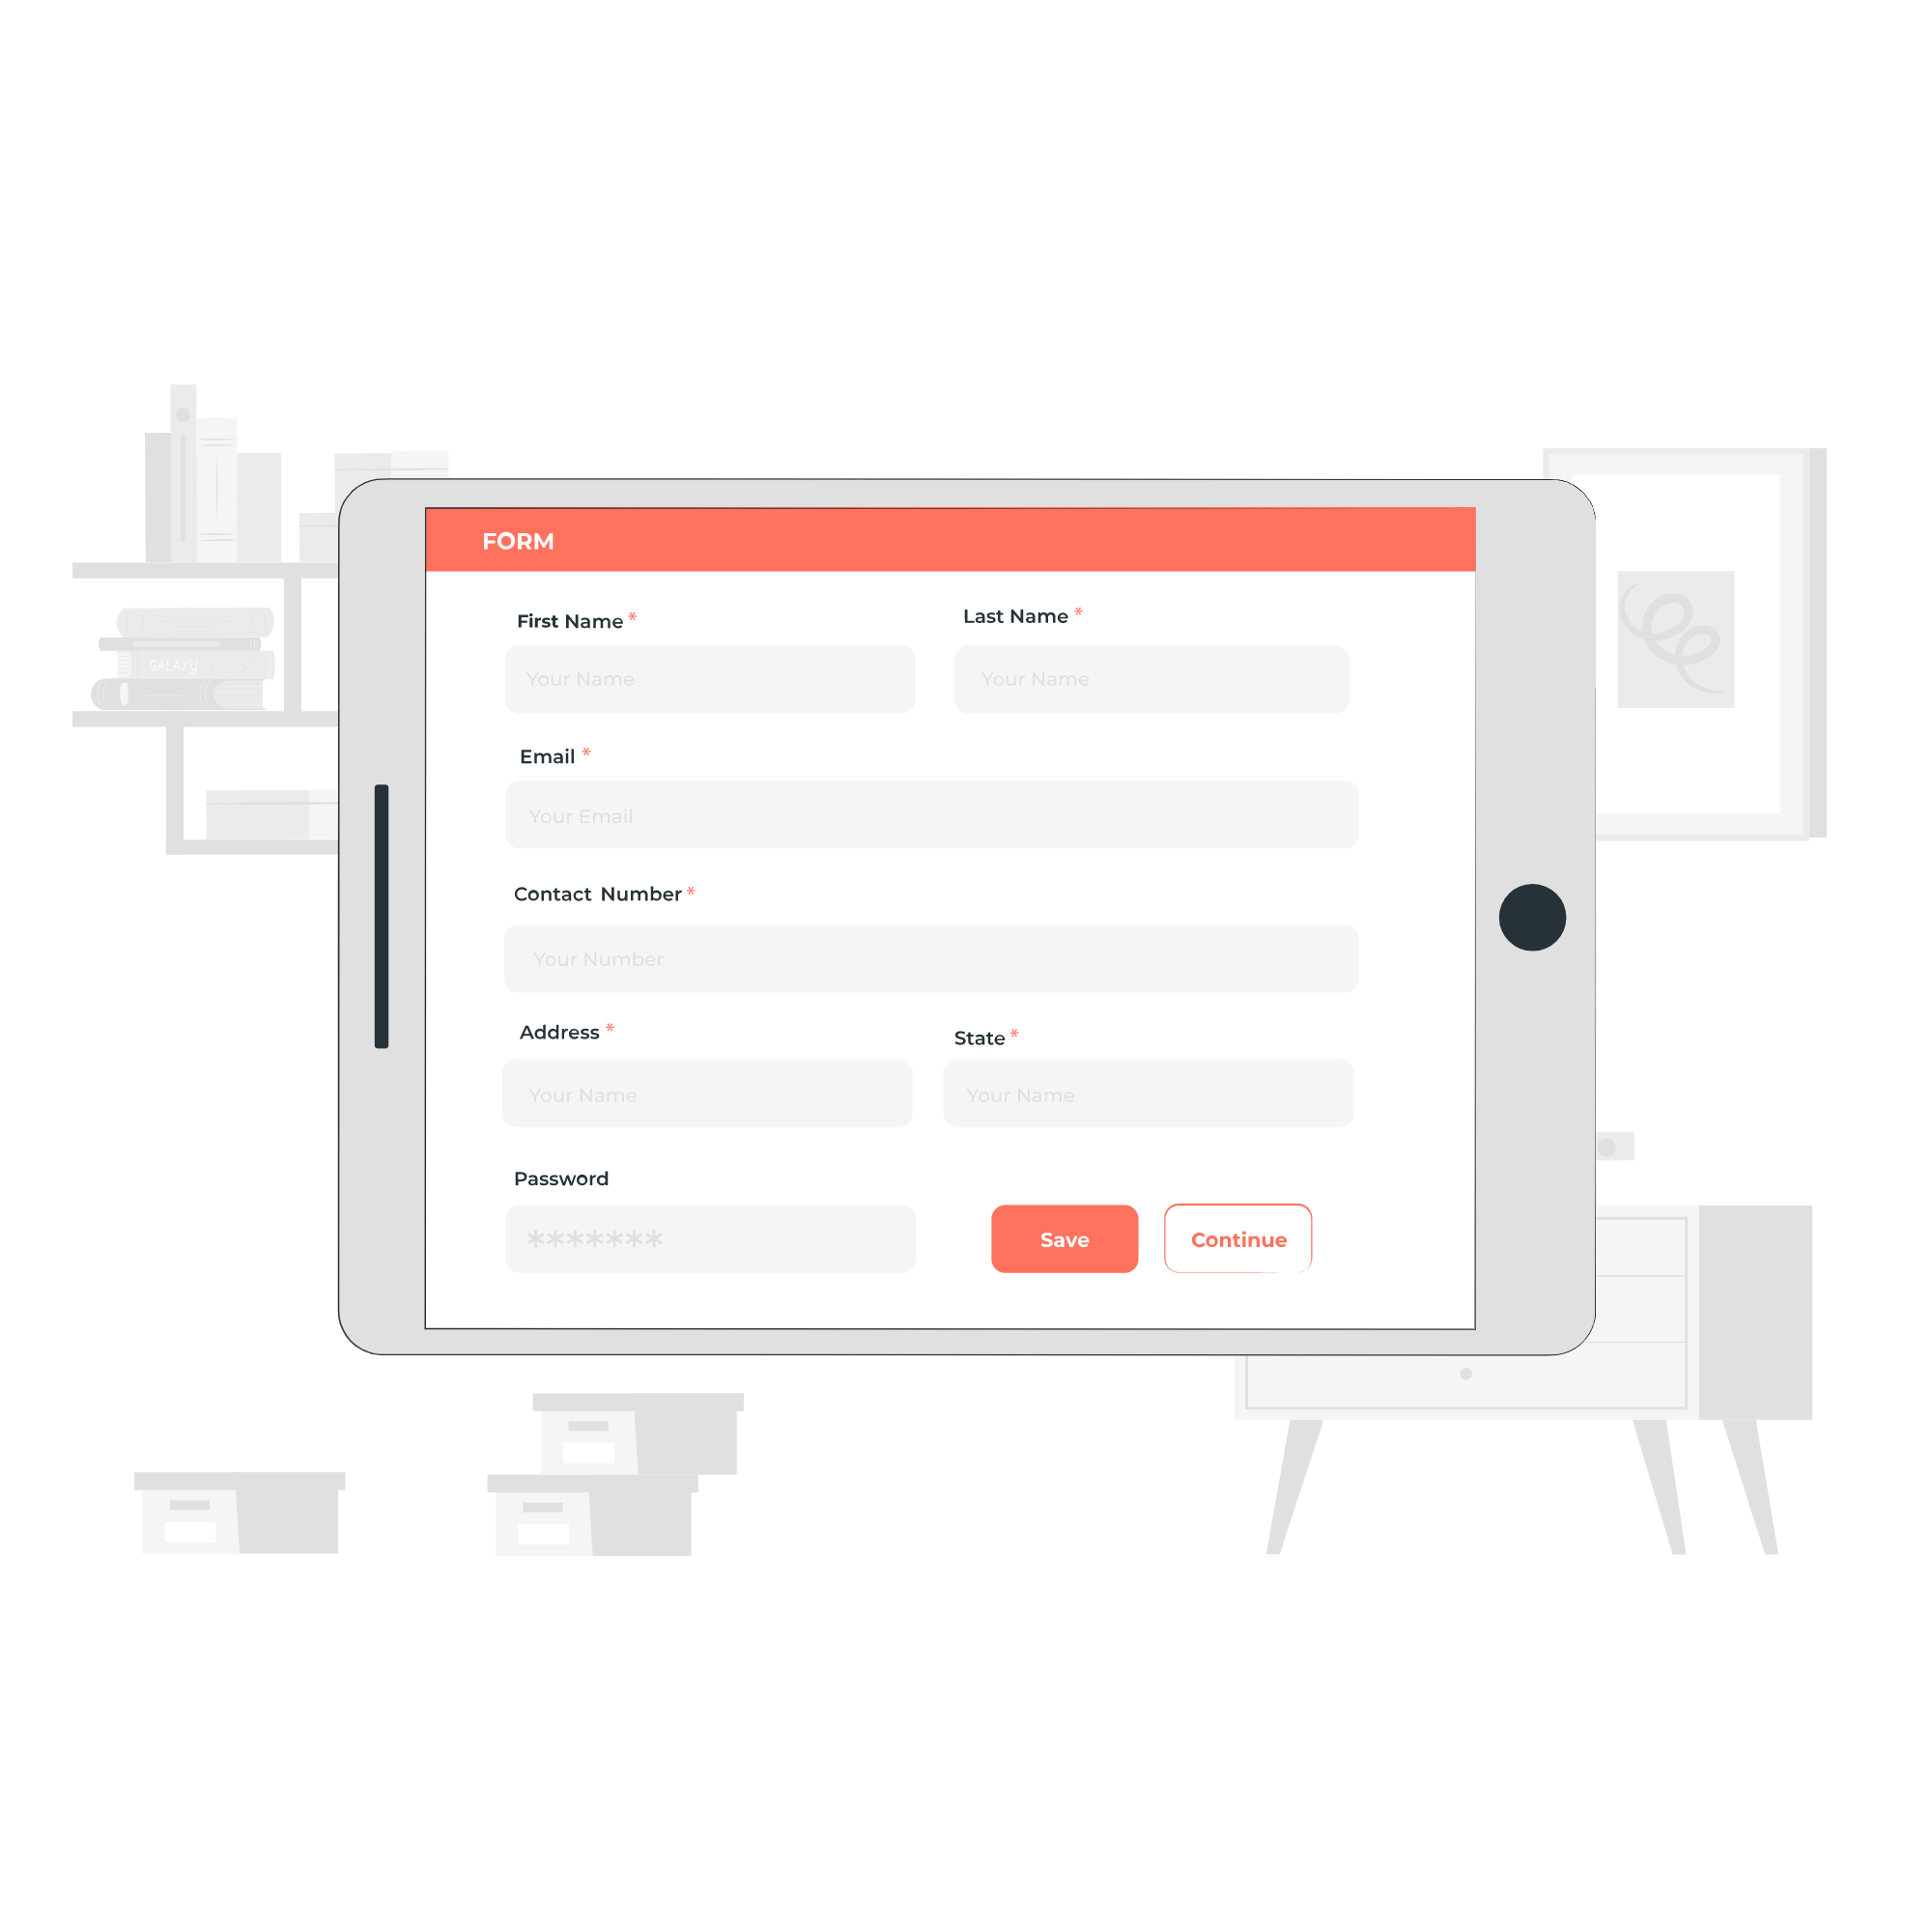 FORM
First Name *
Last Name *
Your Name
Your Name
Email *
Your Email
Contact Number *
Your Number
Address *
State *
Your Name
Your Name
Password
*******
Save
Continue
GALAXY